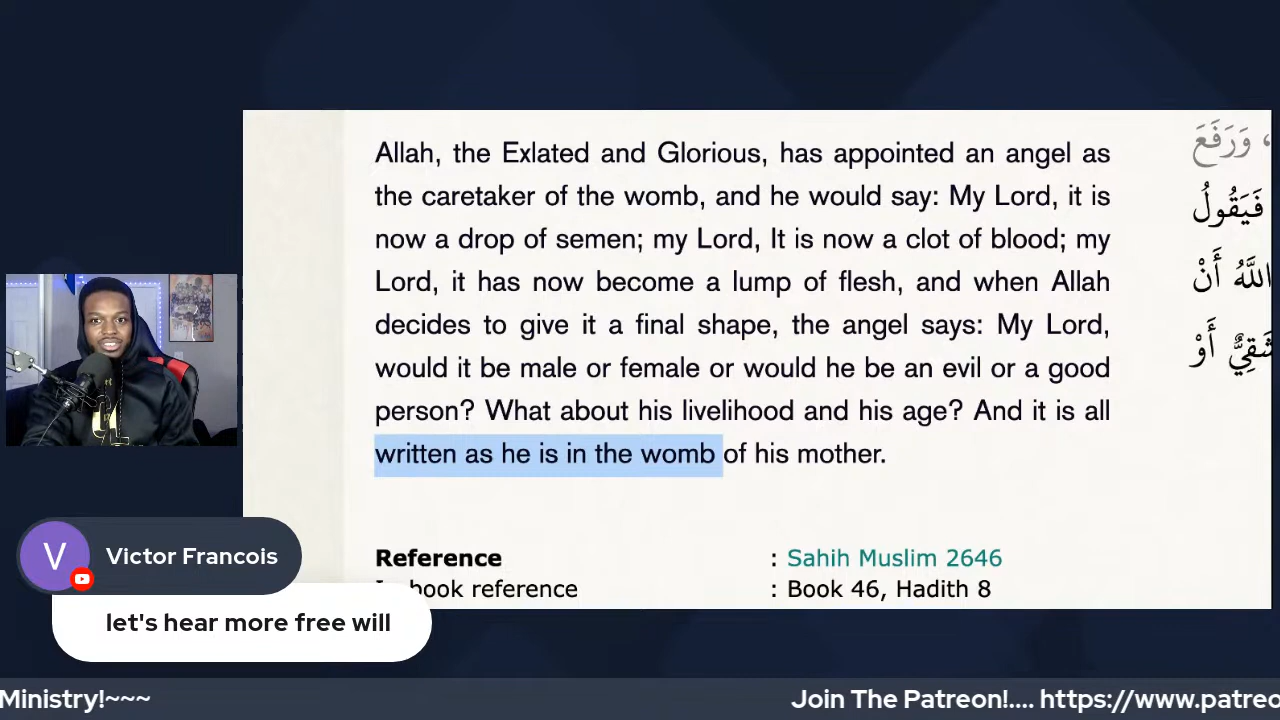 Allah, the Exlated and Glorious, has appointed an angel as
the caretaker of the womb, and he would say: My Lord, it is
now a drop of semen; my Lord, It is now a clot of blood; my
Lord, it has now become a lump of flesh, and when Allah
decides to give it a final shape, the angel says: My Lord,
would it be male or female or would he be an evil or a good
person? What about his livelihood and his age? And it is all
written as he is in the womb of his mother.
، وَرَفَعَ
فَيَقُولُ
اللَّهُ أَنْ
شَقِيٌّ أَوْ
Reference : Sahih Muslim 2646
book reference : Book 46, Hadith 8
V Victor Francois
let's hear more free will
Ministry!~~~ Join The Patreon!.... https://www.patreo